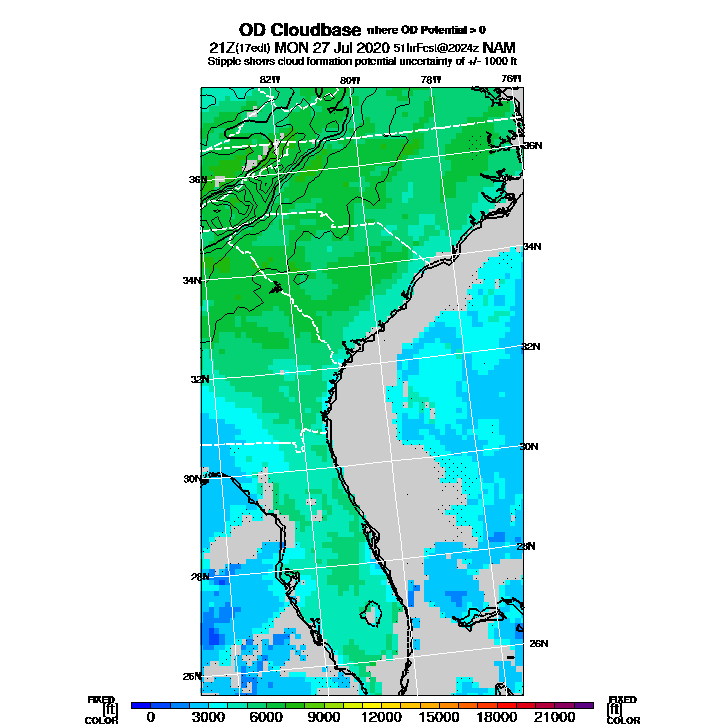 OD Cloudbase where OD Potential > 0
21Z(17edt) MON 27 Jul 2020 51hrFcst@2024z NAM
Stipple shows cloud formation potential uncertainty of +/- 1000 ft
82W 80W 78W 76W
36N
36N
34N
34N
32N
32N
30N
30N
28N
28N
26N
26N
FIXED FIXED
[ft] 0 3000 6000 9000 12000 15000 18000 21000 [ft]
COLOR COLOR